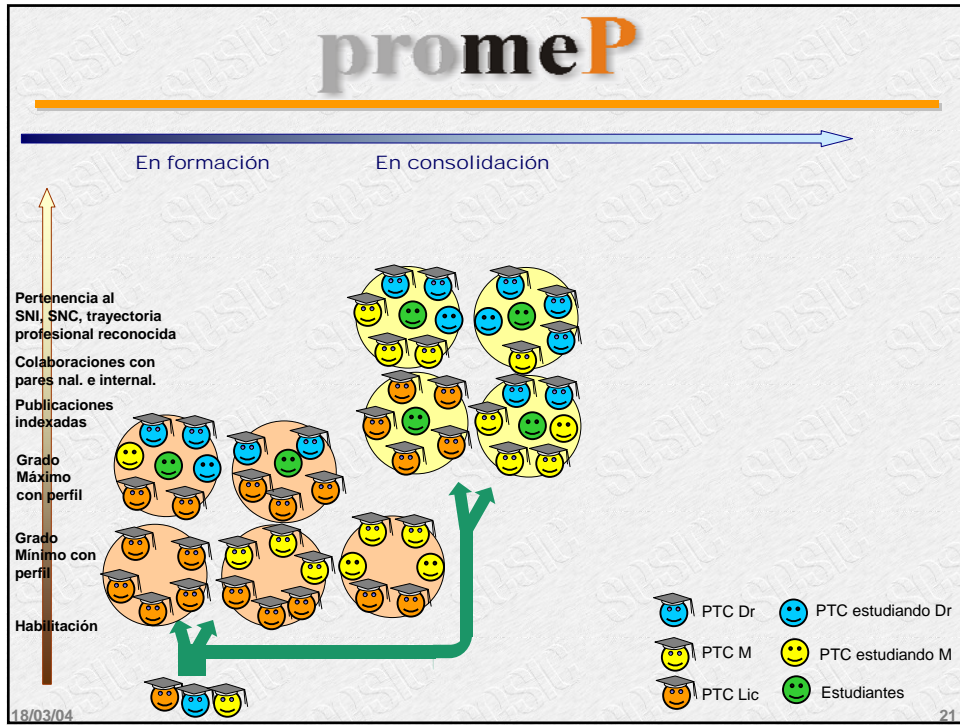 promeP
En formación
En consolidación
Pertenencia al
SNI, SNC, trayectoria
profesional reconocida
Colaboraciones con
pares nal. e internal.
Publicaciones
indexadas
Grado
Máximo
con perfil
Grado
Mínimo con
perfil
Habilitación
PTC Dr
PTC estudiando Dr
PTC M
PTC estudiando M
PTC Lic
Estudiantes
18/03/04
21